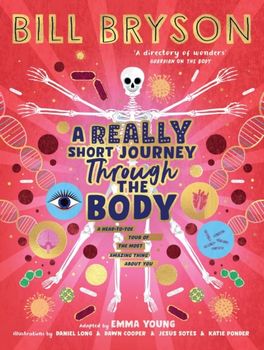 BILL BRYSON
'a directory of wonders'
GUARDIAN ON THE BODY
A REALLY
SHORT JOURNEY
Through
THE
BODY
A HEAD-TO-TOE
TOUR OF
THE MOST
AMAZING THING:
ABOUT YOU
adapted by EMMA YOUNG
illustrations by DANIEL LONG & DAWN COOPER & JESÚS SOTÉS & KATIE PONDER